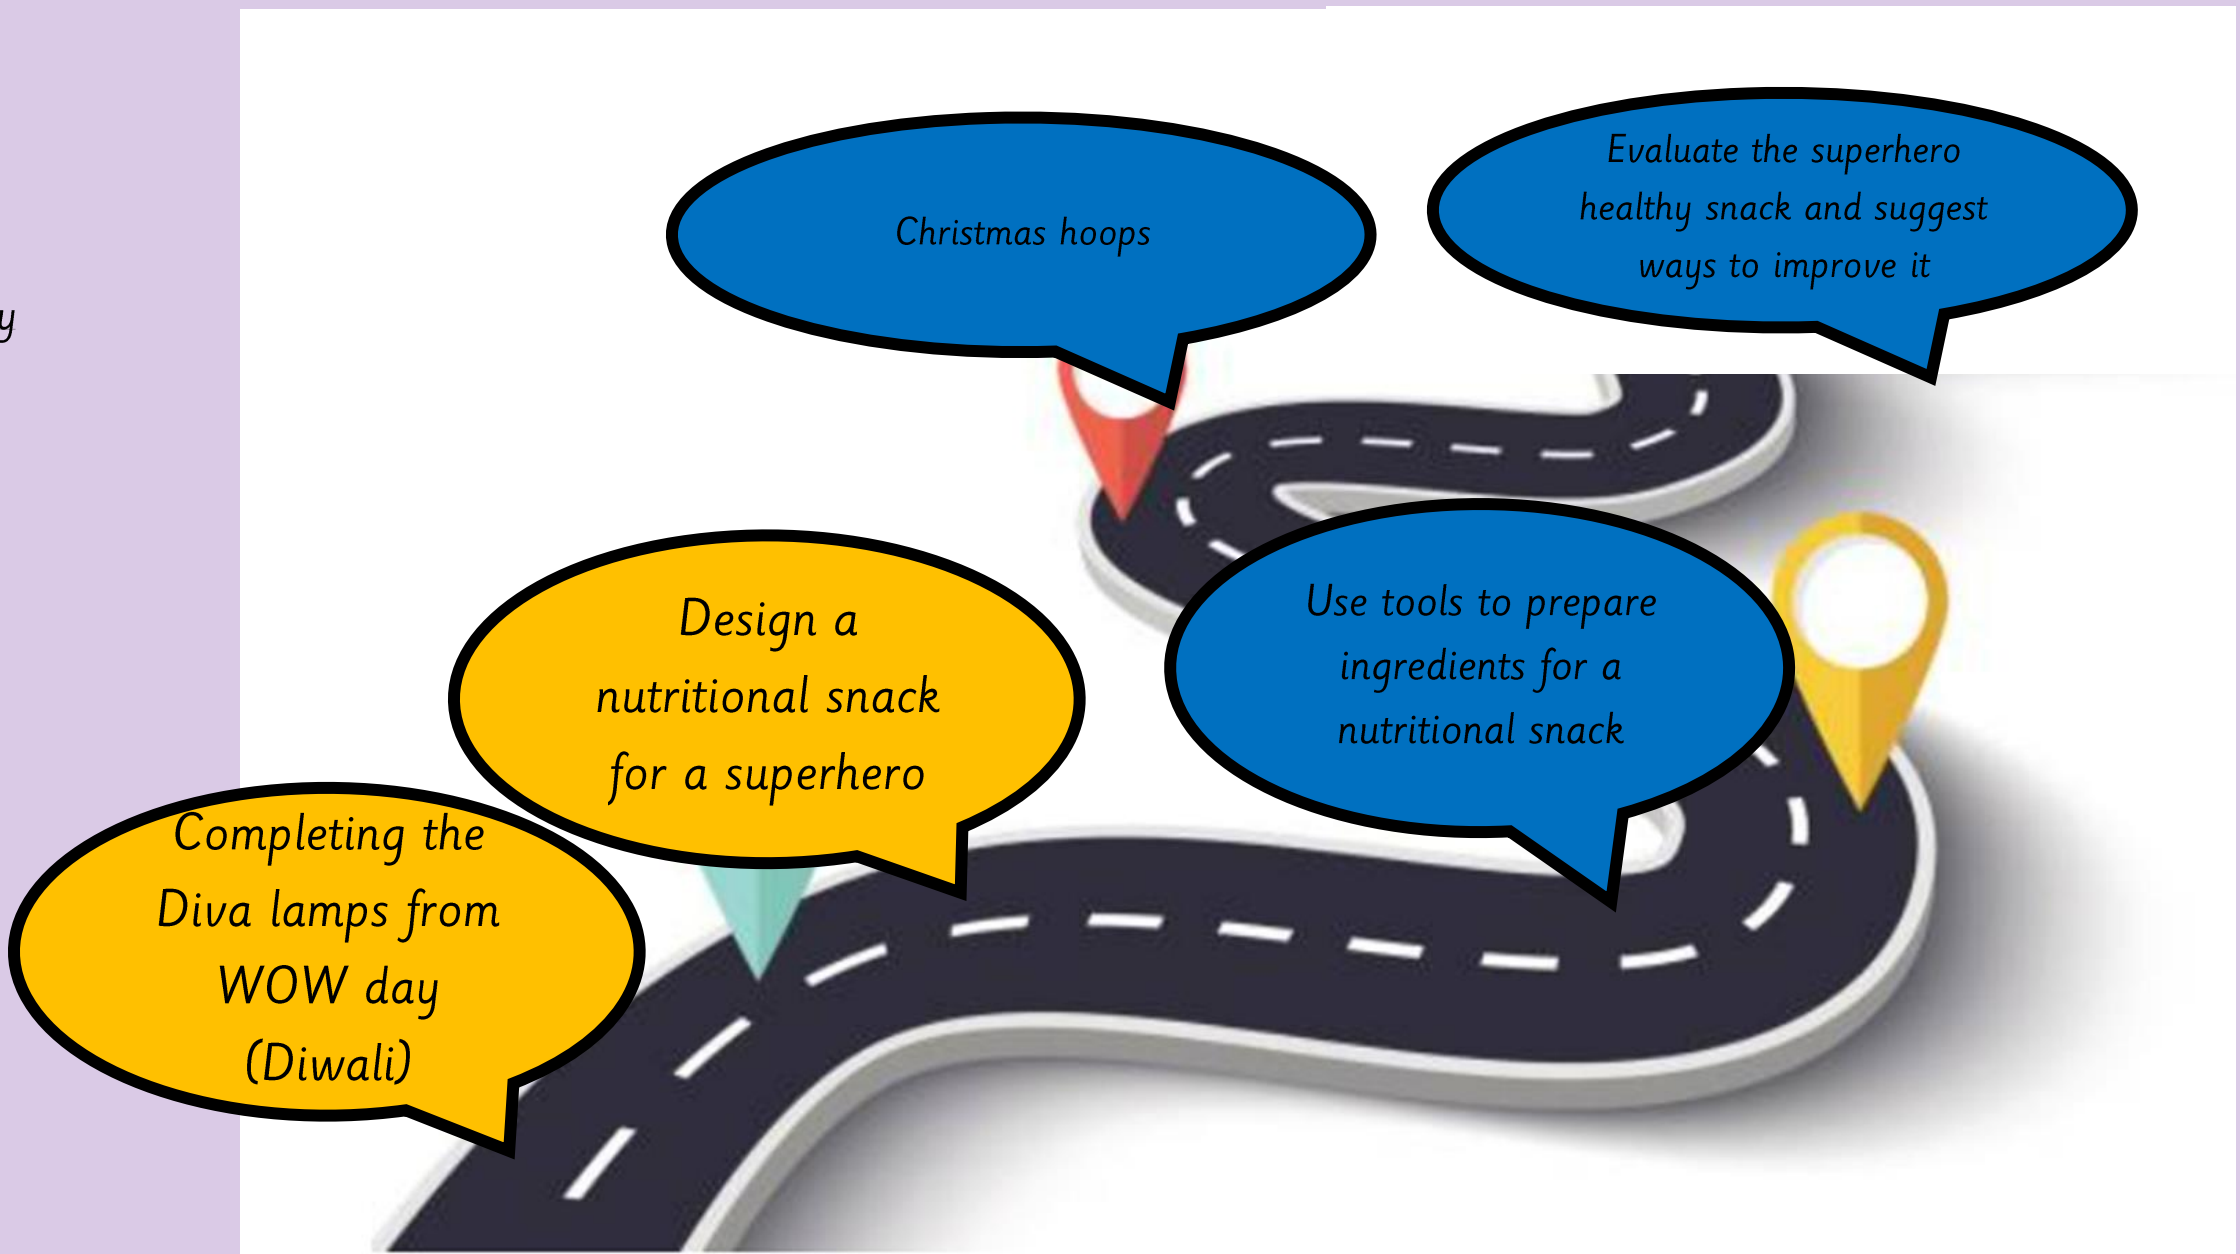 Christmas hoops
Evaluate the superhero
healthy snack and suggest
ways to improve it
y
Design a
nutritional snack
for a superhero
Use tools to prepare
ingredients for a
nutritional snack
Completing the
Diva lamps from
WOW day
(Diwali)